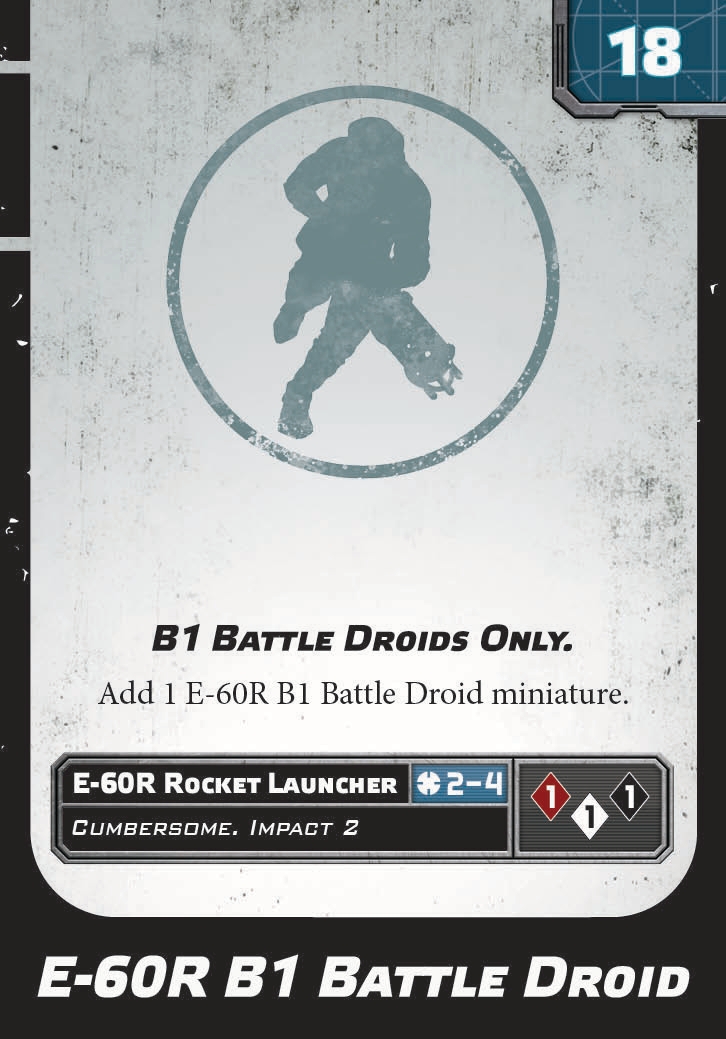 18
B1 Battle Droids Only.
Add 1 E-60R B1 Battle Droid miniature.
E-60R Rocket Launcher 2–4
Cumbersome. Impact 2
1 1 1
E-60R B1 Battle Droid